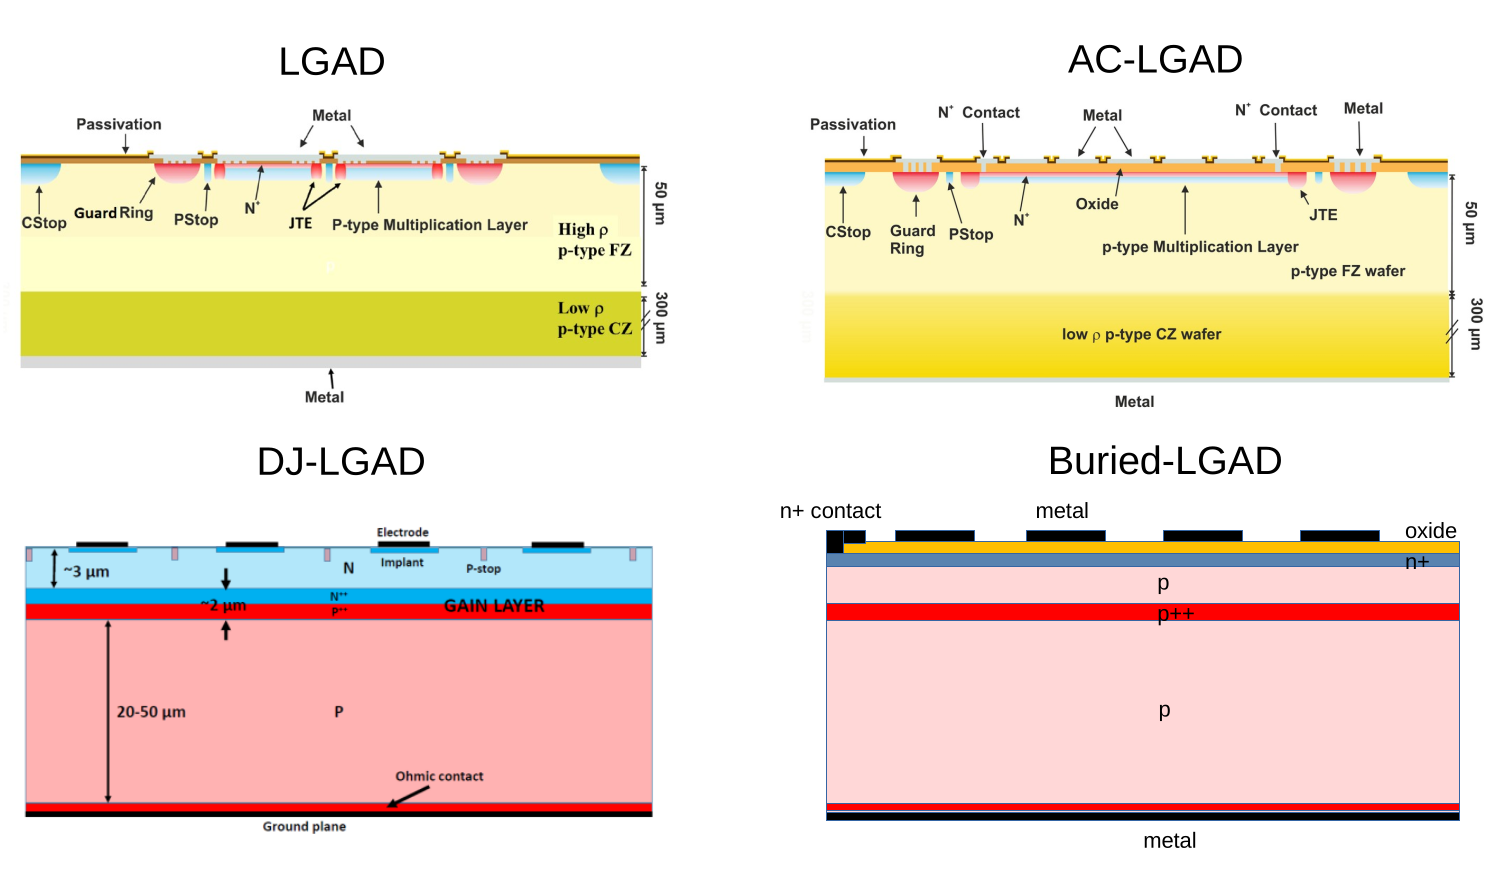 LGAD
Metal
Passivation
CStop
Guard Ring
PStop
N⁺
JTE
P-type Multiplication Layer
High ρ
p-type FZ
50 µm
Low ρ
p-type CZ
300 µm
Metal
AC-LGAD
N⁺ Contact
Metal
N⁺ Contact
Metal
Passivation
CStop
Guard
Ring
PStop
N⁺
Oxide
JTE
p-type Multiplication Layer
p-type FZ wafer
50 µm
low ρ p-type CZ wafer
300 µm
Metal
DJ-LGAD
Electrode
~3 µm
N
Implant
P-stop
N⁺⁺
~2 µm
P⁺⁺
GAIN LAYER
20-50 µm
P
Ohmic contact
Ground plane
Buried-LGAD
n+ contact
metal
oxide
n+
p
p++
p
metal